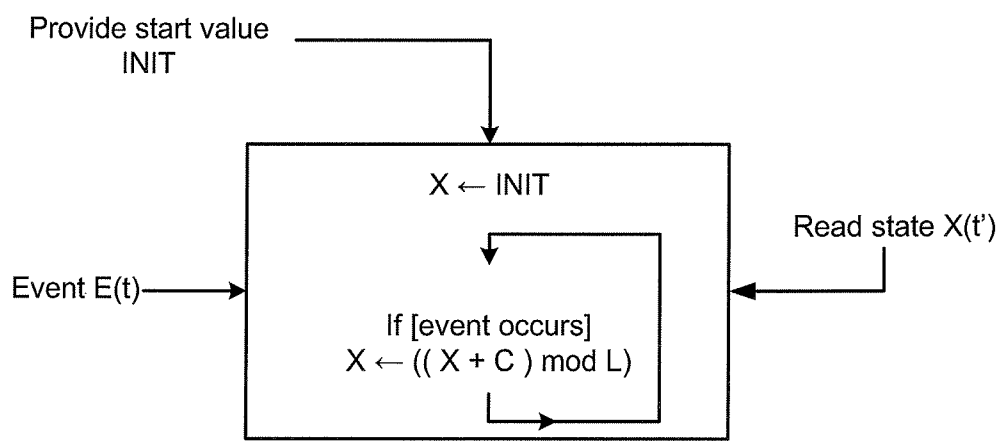 Provide start value
INIT
X ← INIT
Read state X(t')
Event E(t)
If [event occurs]
X ← (( X + C ) mod L)